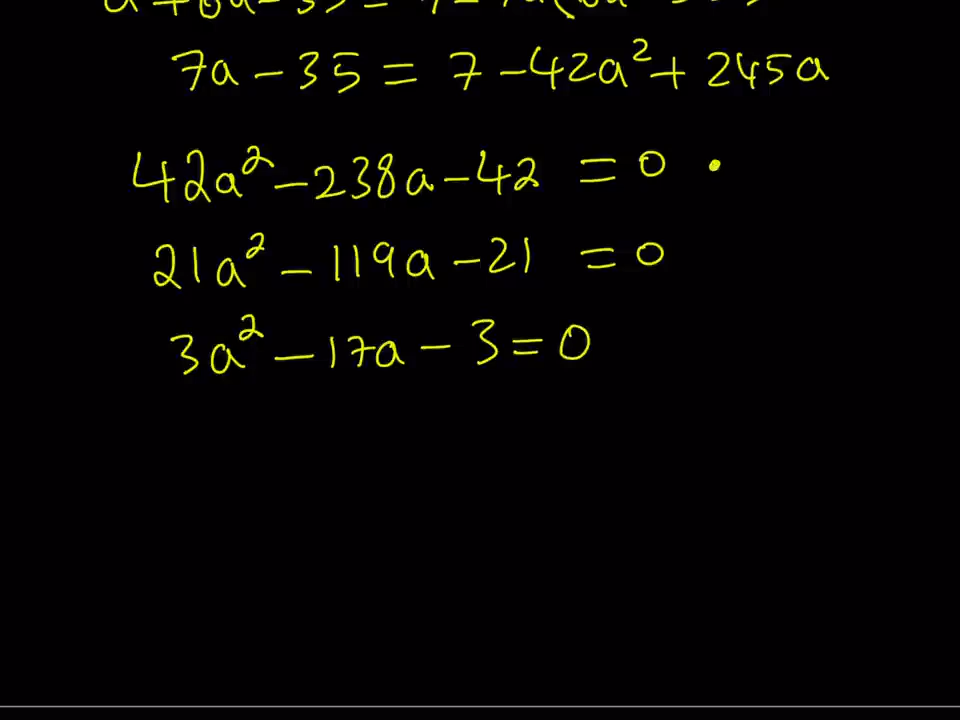 7a - 35 = 7 - 42a² + 245a
42a² - 238a - 42 = 0 .
21a² - 119a - 21 = 0
3a² - 17a - 3 = 0